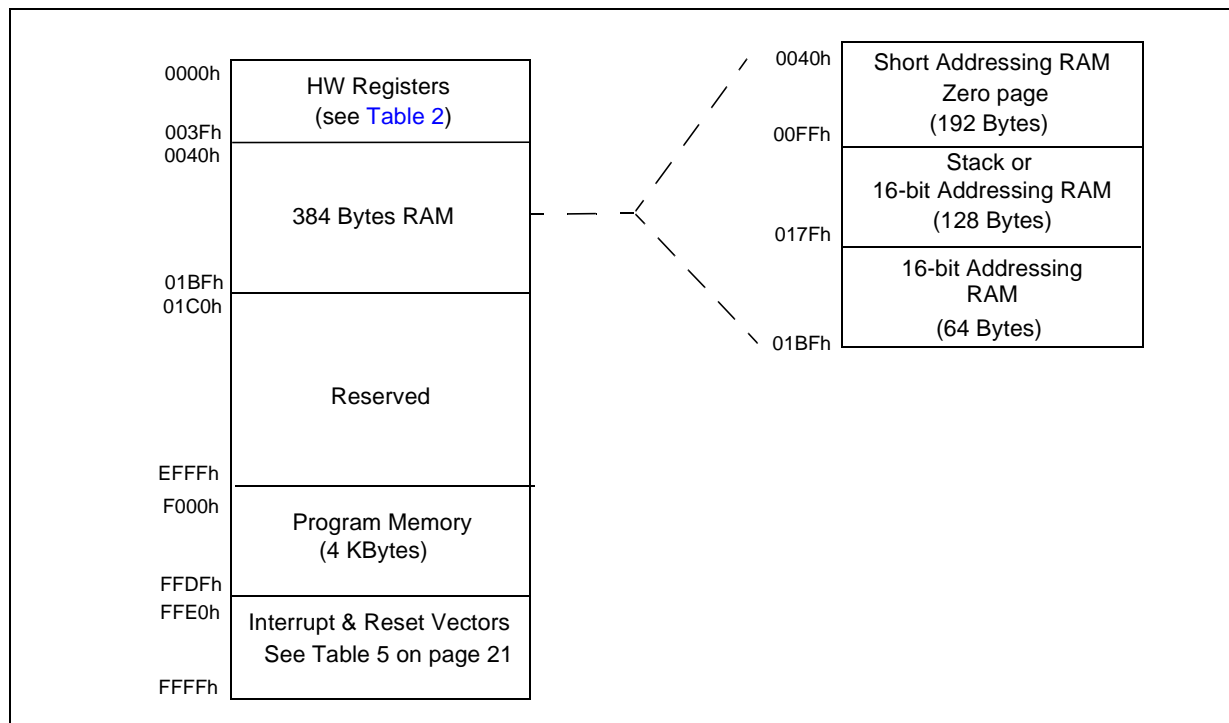 0000h
HW Registers
(see Table 2)
003Fh
0040h
384 Bytes RAM
01BFh
01C0h
Reserved
EFFFh
F000h
Program Memory
(4 KBytes)
FFDFh
FFE0h
Interrupt & Reset Vectors
See Table 5 on page 21
FFFFh
0040h
Short Addressing RAM
Zero page
(192 Bytes)
00FFh
Stack or
16-bit Addressing RAM
(128 Bytes)
017Fh
16-bit Addressing
RAM
(64 Bytes)
01BFh